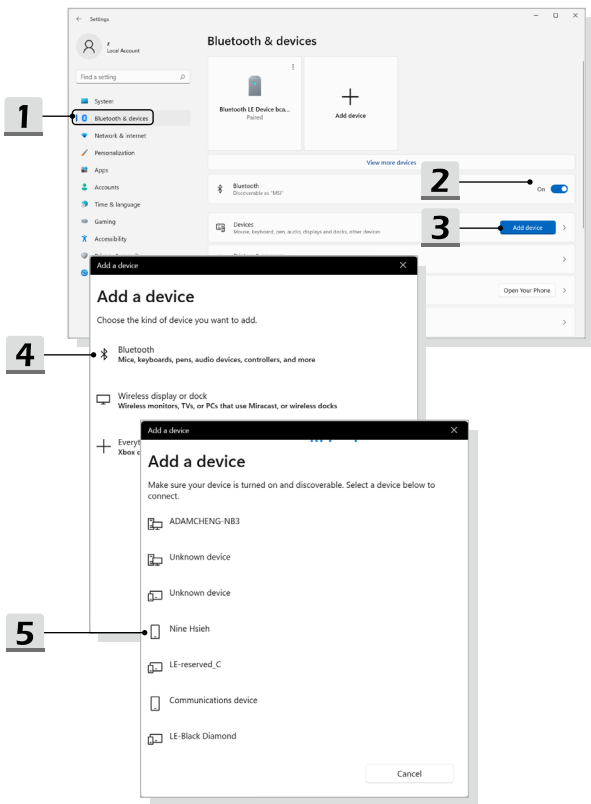 Settings
z
Local Account
Find a setting
System
Bluetooth & devices
Network & internet
Personalization
Apps
Accounts
Time & language
Gaming
Accessibility
Bluetooth & devices
Bluetooth LE Device bca...
Paired
Add device
View more devices
Bluetooth
Discoverable as "MSI"
On
Devices
Mouse, keyboard, pen, audio, displays and docks, other devices
Add device
Open Your Phone
1
2
3
Add a device
Add a device
Choose the kind of device you want to add.
4
Bluetooth
Mice, keyboards, pens, audio devices, controllers, and more
Wireless display or dock
Wireless monitors, TVs, or PCs that use Miracast, or wireless docks
Everyt
Xbox c
Add a device
Add a device
Make sure your device is turned on and discoverable. Select a device below to
connect.
ADAMCHENG-NB3
Unknown device
Unknown device
5
Nine Hsieh
LE-reserved_C
Communications device
LE-Black Diamond
Cancel